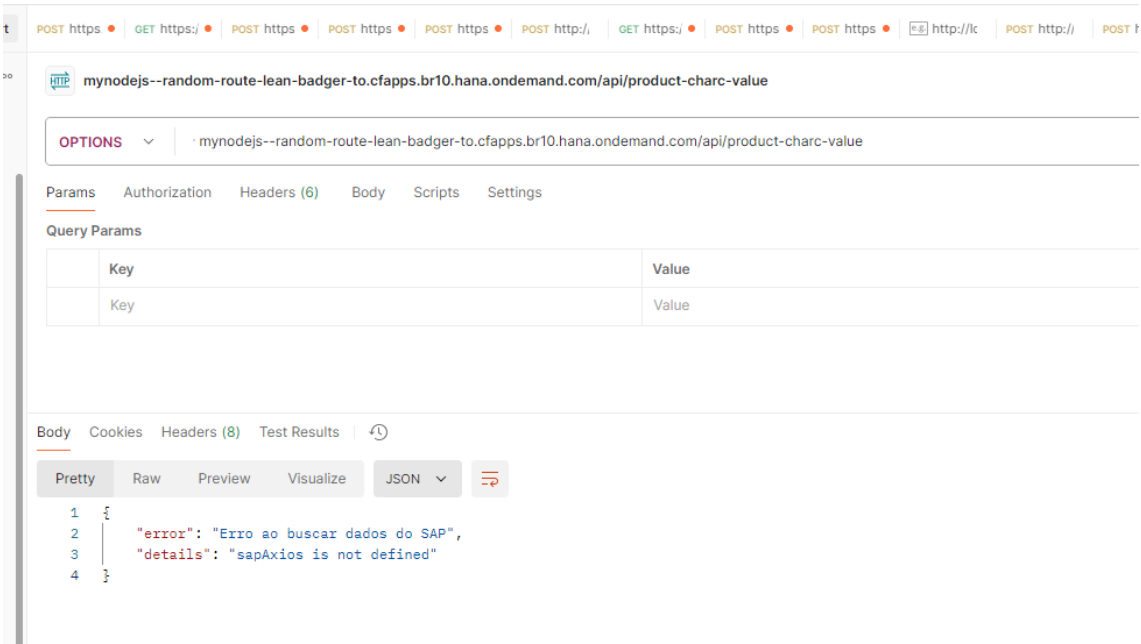 t POST https GET https:/ POST https POST https POST https POST http:/, GET https:/ POST https POST https e.g. http://lc POST http:// POST h
HTTP mynodejs--random-route-lean-badger-to.cfapps.br10.hana.ondemand.com/api/product-charc-value
OPTIONS mynodejs--random-route-lean-badger-to.cfapps.br10.hana.ondemand.com/api/product-charc-value
Params Authorization Headers (6) Body Scripts Settings
Query Params
Key Value
Key Value
Body Cookies Headers (8) Test Results
Pretty Raw Preview Visualize JSON
1 {
2 "error": "Erro ao buscar dados do SAP",
3 "details": "sapAxios is not defined"
4 }